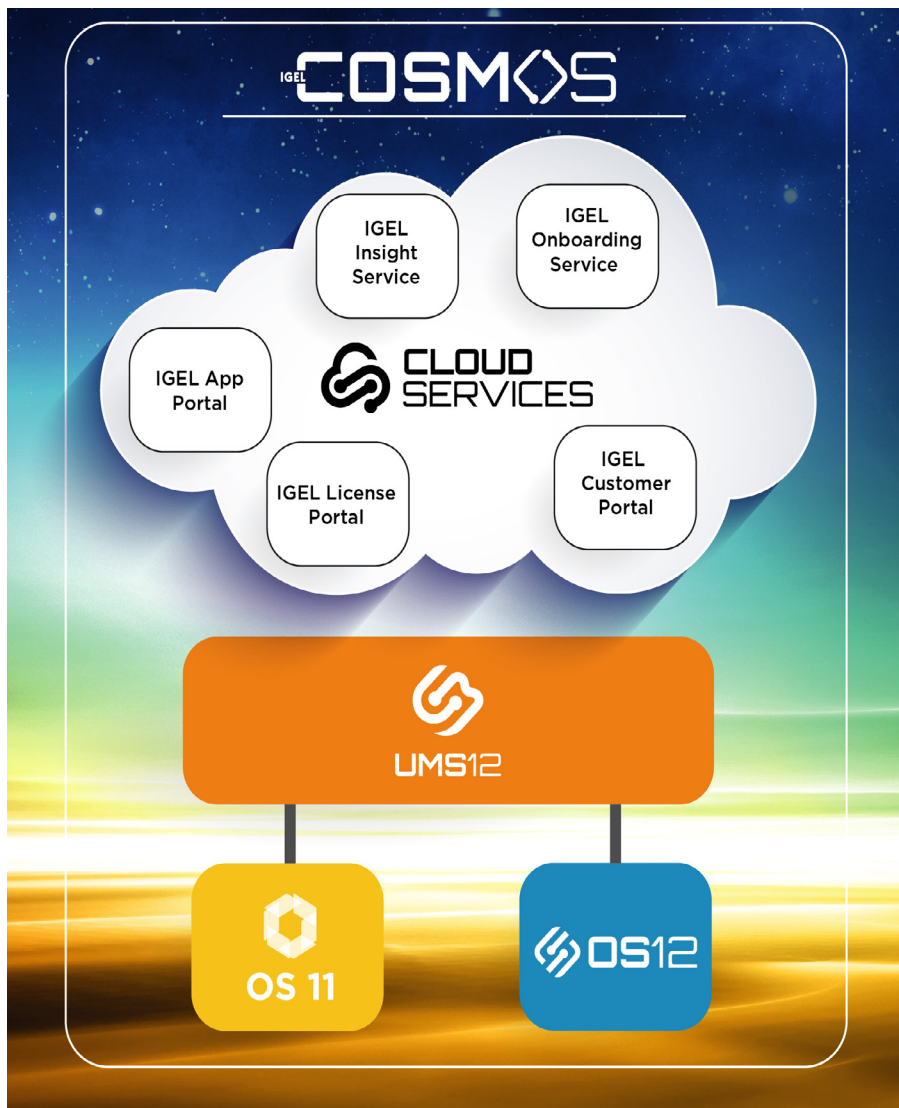 IGEL COSMOS
IGEL
Insight
Service
IGEL
Onboarding
Service
IGEL App
Portal
CLOUD
SERVICES
IGEL License
Portal
IGEL
Customer
Portal
UMS12
OS 11
OS12